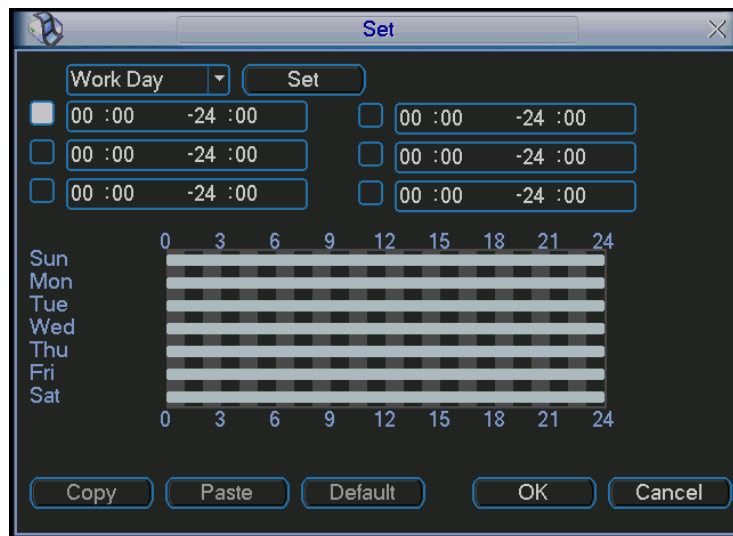 Set
Work Day Set
00 :00 -24 :00 00 :00 -24 :00
00 :00 -24 :00 00 :00 -24 :00
00 :00 -24 :00 00 :00 -24 :00
0 3 6 9 12 15 18 21 24
Sun
Mon
Tue
Wed
Thu
Fri
Sat
0 3 6 9 12 15 18 21 24
Copy Paste Default OK Cancel